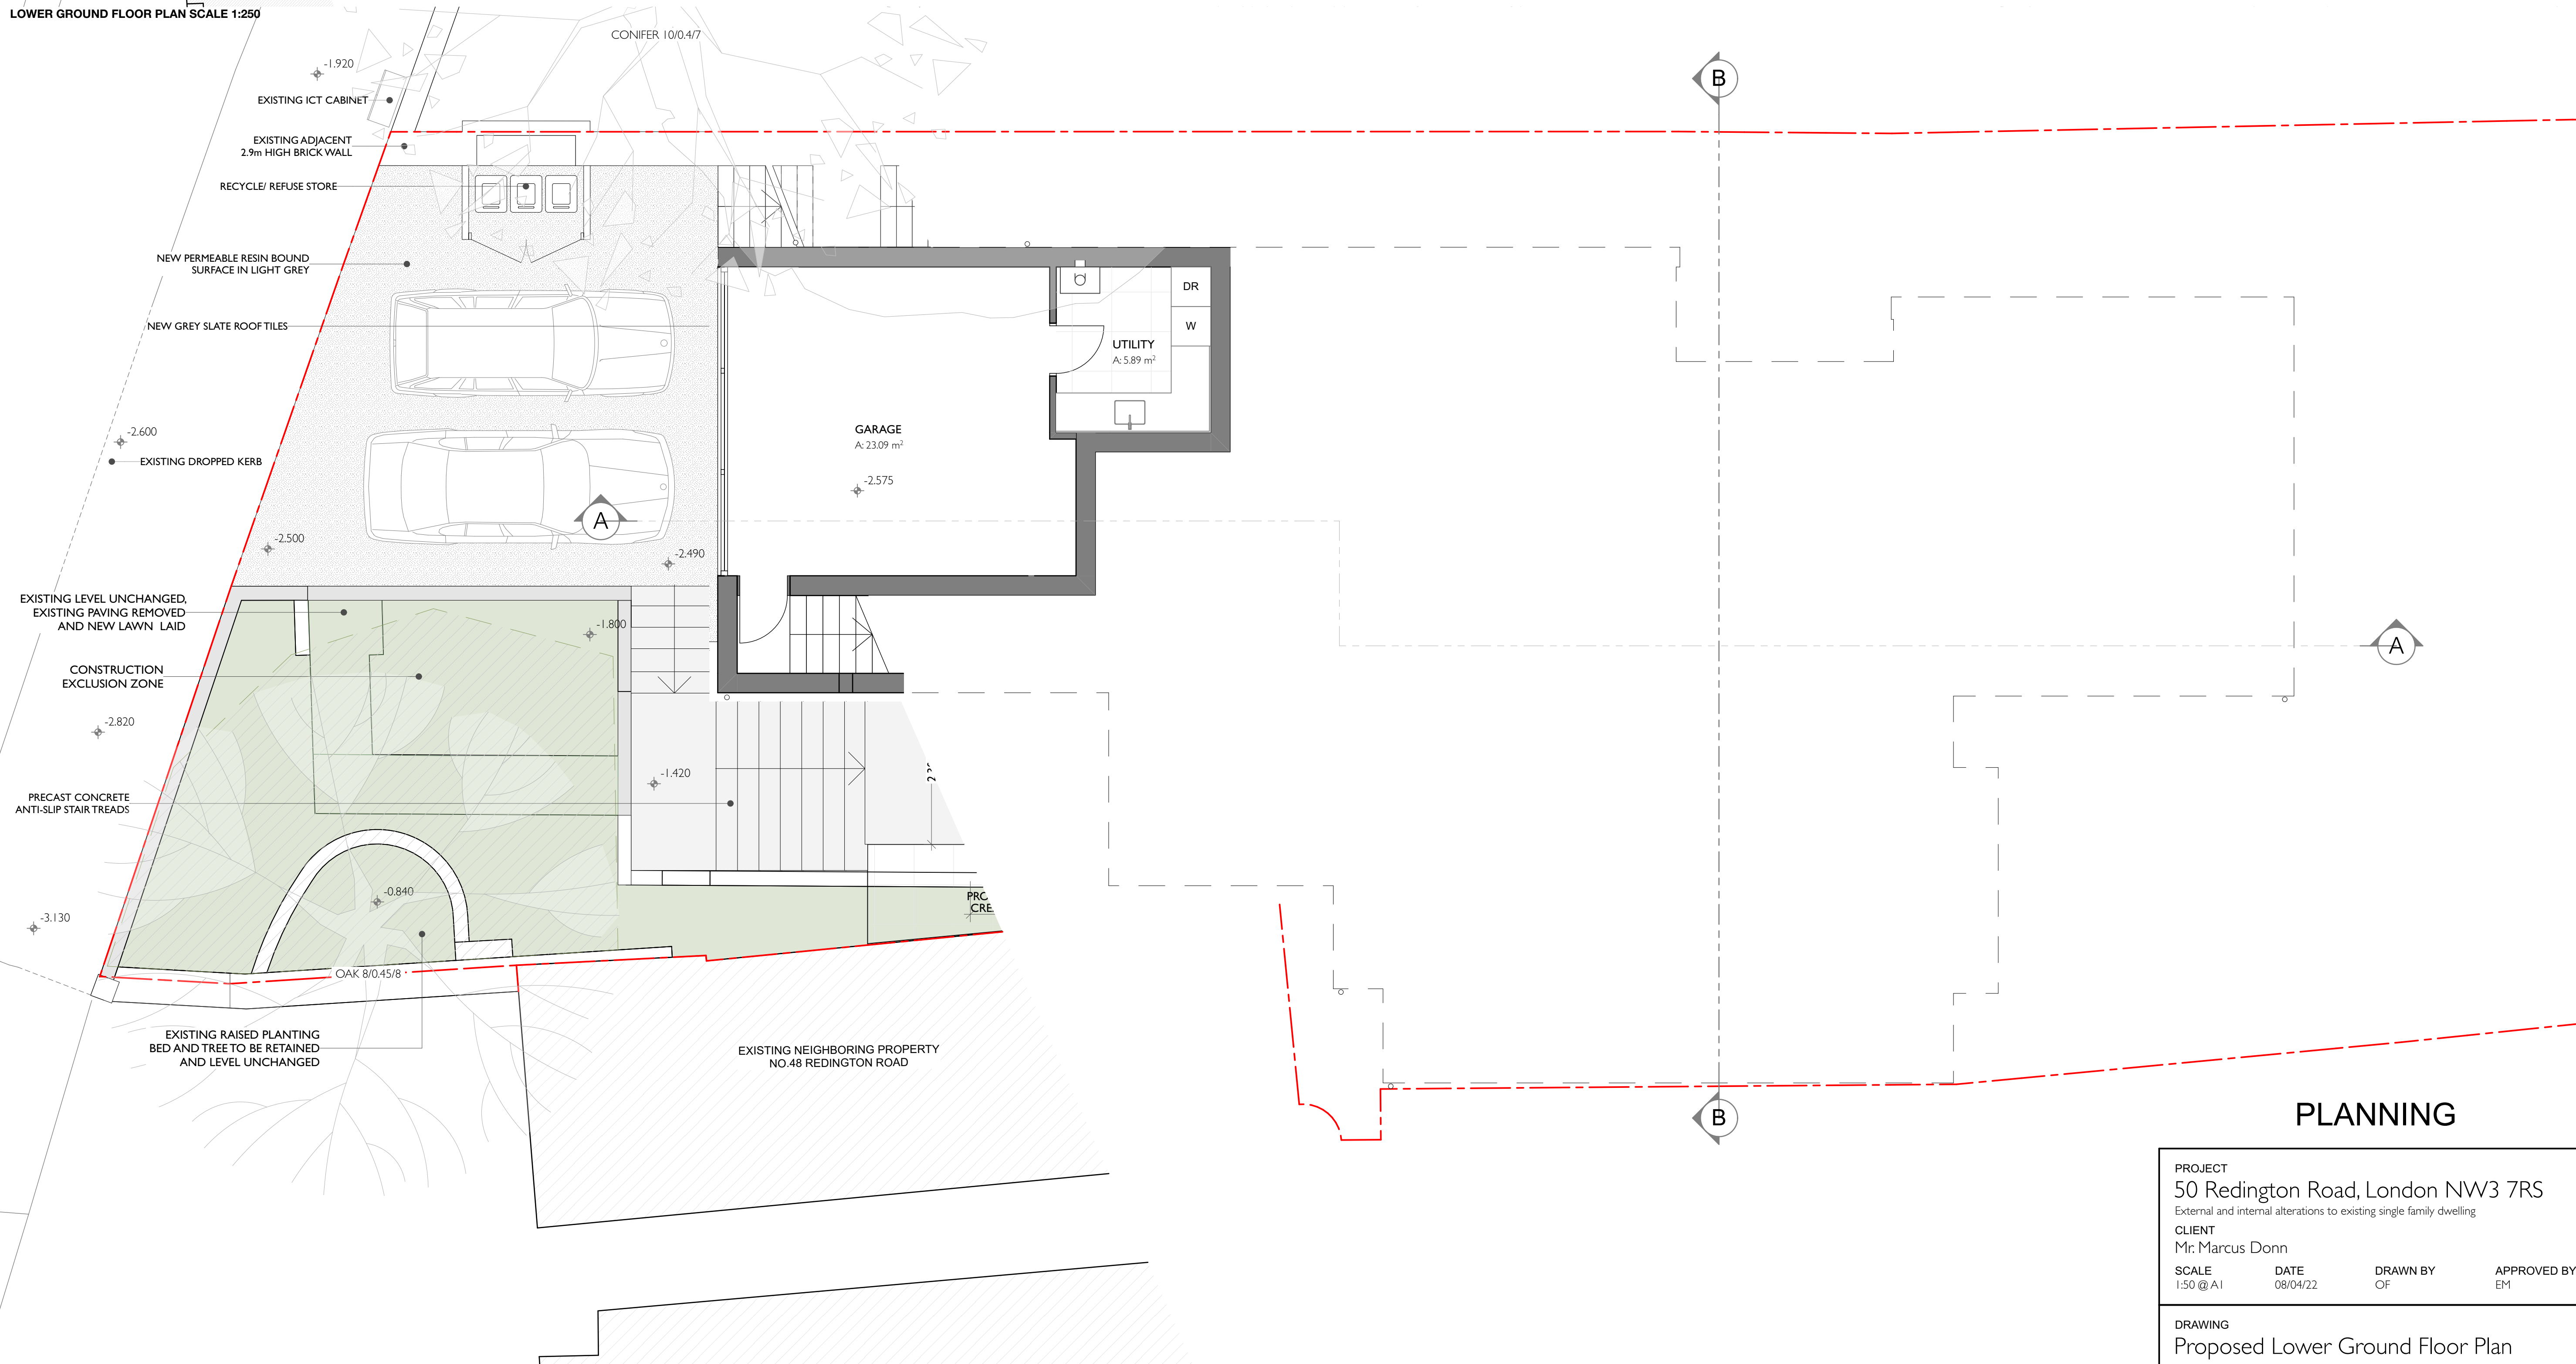 LOWER GROUND FLOOR PLAN SCALE 1:250
CONIFER 10/0.4/7
-1.920
B
EXISTING ICT CABINET
EXISTING ADJACENT
2.9m HIGH BRICK WALL
RECYCLE/ REFUSE STORE
NEW PERMEABLE RESIN BOUND
SURFACE IN LIGHT GREY
DR
NEW GREY SLATE ROOF TILES
W
UTILITY
A: 5.89 m²
GARAGE
A: 23.09 m²
-2.600
EXISTING DROPPED KERB
-2.575
A
-2.500
-2.490
EXISTING LEVEL UNCHANGED,
EXISTING PAVING REMOVED
AND NEW LAWN LAID
-1.800
A
CONSTRUCTION
EXCLUSION ZONE
-2.820
-1.420
PRECAST CONCRETE
ANTI-SLIP STAIR TREADS
-0.840
-3.130
OAK 8/0.45/8
EXISTING RAISED PLANTING
BED AND TREE TO BE RETAINED
AND LEVEL UNCHANGED
EXISTING NEIGHBORING PROPERTY
NO.48 REDINGTON ROAD
B
PLANNING
PROJECT
50 Redington Road, London NW3 7RS
External and internal alterations to existing single family dwelling
CLIENT
Mr. Marcus Donn
SCALE DATE DRAWN BY APPROVED BY
1:50 @ A1 08/04/22 OF EM
DRAWING
Proposed Lower Ground Floor Plan